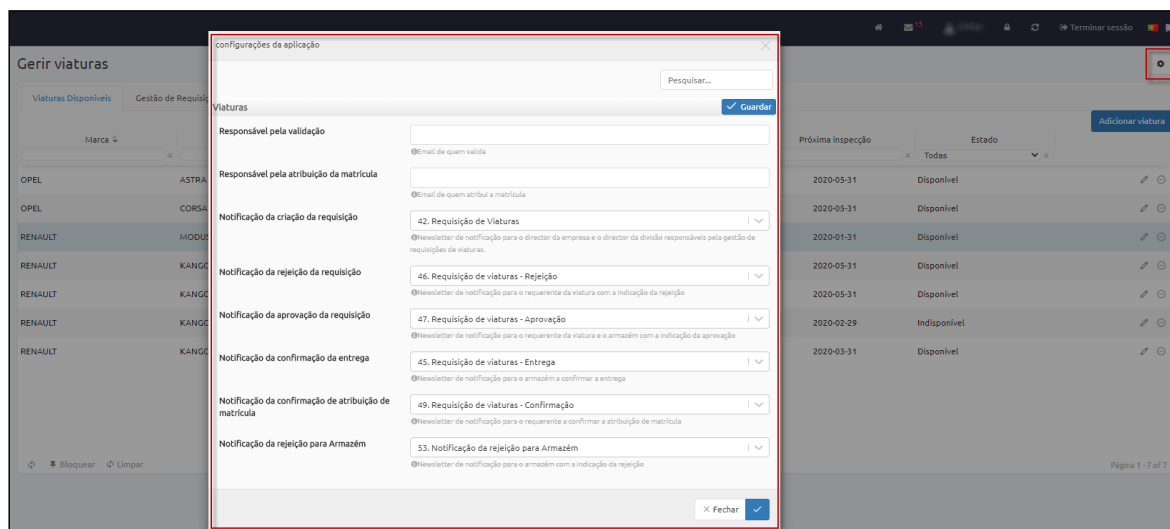 15
Terminar sessão
configurações da aplicação
Gerir viaturas
Pesquisar...
Viaturas Disponíveis
Gestão de Requisiç
Viaturas
Guardar
Adicionar viatura
Marca
Responsável pela validação
Próxima inspecção
Estado
Email de quem valida
Todas
OPEL
ASTRA
Responsável pela atribuição da matrícula
2020-05-31
Disponível
Email de quem atribui a matrícula
OPEL
CORSA
2020-05-31
Disponível
Notificação da criação da requisição
42. Requisição de Viaturas
RENAULT
MODUS
Newsletter de notificação para o director da empresa e o director da divisão responsáveis pela gestão de
requisições de viaturas.
2020-01-31
Disponível
RENAULT
KANGO
Notificação da rejeição da requisição
46. Requisição de viaturas - Rejeição
2020-05-31
Disponível
RENAULT
KANGO
Newsletter de notificação para o requerente da viatura com a indicação da rejeição
2020-05-31
Disponível
Notificação da aprovação da requisição
47. Requisição de viaturas - Aprovação
RENAULT
KANGO
2020-02-29
Indisponível
Newsletter de notificação para o requerente da viatura e o armazém com a indicação da aprovação
RENAULT
KANGO
Notificação da confirmação da entrega
45. Requisição de viaturas - Entrega
2020-03-31
Disponível
Newsletter de notificação para o armazém a confirmar a entrega
Notificação da confirmação de atribuição de
matrícula
49. Requisição de viaturas - Confirmação
Newsletter de notificação para o requerente a confirmar a atribuição de matrícula
Notificação da rejeição para Armazém
53. Notificação da rejeição para Armazém
Newsletter de notificação para o armazém com a indicação da rejeição
Bloquear
Limpar
Página 1 - 7 of 7
Fechar